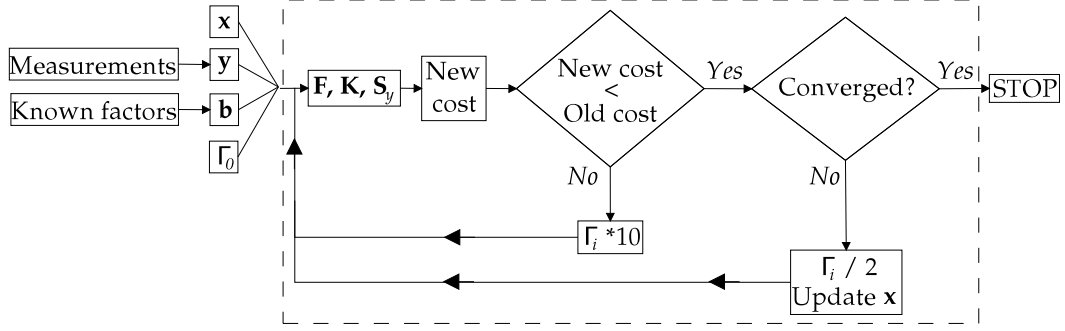 x
Measurements
y
Known factors
b
Γ0
F, K, Sy
New
cost
New cost
<
Old cost
Yes
No
Converged?
Yes
STOP
No
Γi *10
Γi / 2
Update x